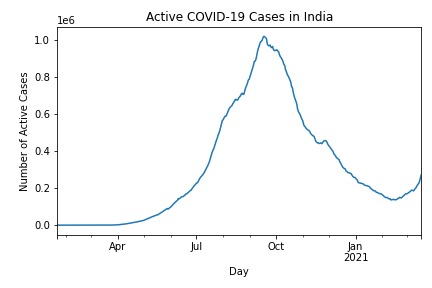 Active COVID-19 Cases in India
1e6
1.0
0.8
0.6
0.4
0.2
0.0
Number of Active Cases
Apr Jul Oct Jan
2021
Day